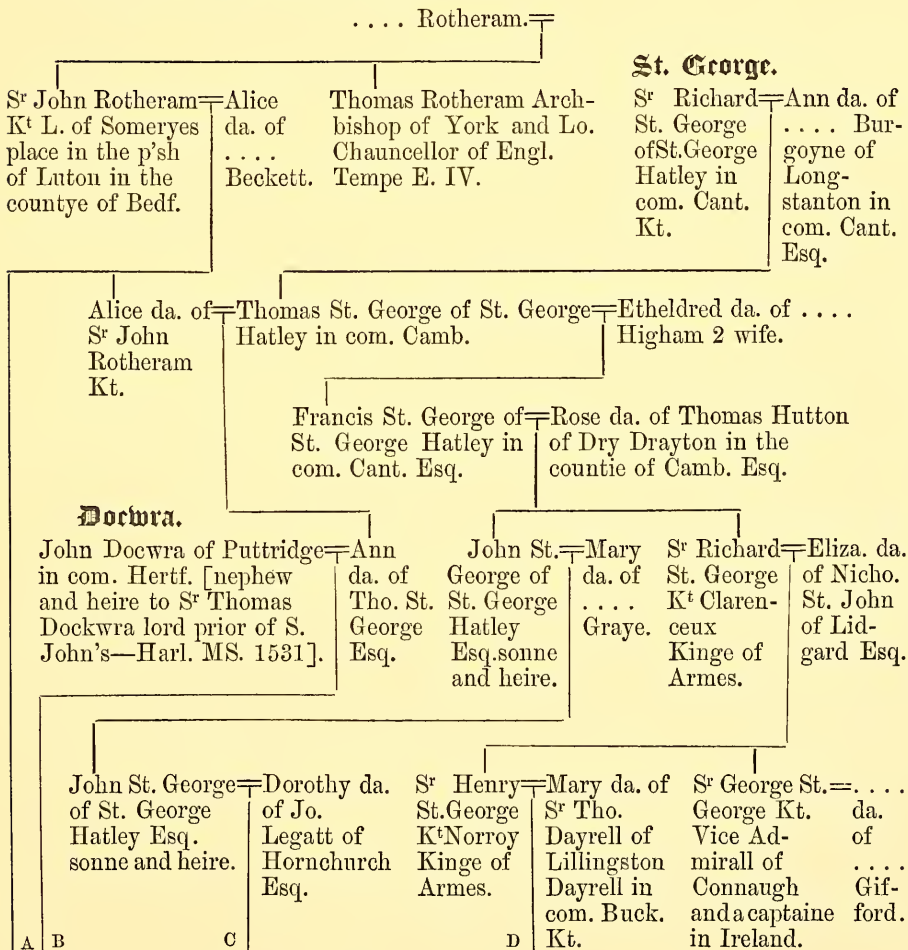 .... Rotheram.
Sr John Rotheram
Kt L. of Someryes
place in the p'sh
of Luton in the
countye of Bedf.
Alice
da. of
....
Beckett.
Thomas Rotheram Arch-
bishop of York and Lo.
Chauncellor of Engl.
Tempe E. IV.
St. George.
Sr Richard
St. George
ofSt.George
Hatley in
com. Cant.
Kt.
Ann da. of
.... Bur-
goyne of
Long-
stanton in
com. Cant.
Esq.
Alice da. of
Sr John
Rotheram
Kt.
Thomas St. George of St. George
Hatley in com. Camb.
Etheldred da. of ....
Higham 2 wife.
Francis St. George of
St. George Hatley in
com. Cant. Esq.
Rose da. of Thomas Hutton
of Dry Drayton in the
countie of Camb. Esq.
Docwra.
John Docwra of Puttridge
in com. Hertf. [nephew
and heire to Sr Thomas
Dockwra lord prior of S.
John's—Harl. MS. 1531].
Ann
da. of
Tho. St.
George
Esq.
John St.
George of
St. George
Hatley
Esq.sonne
and heire.
Mary
da. of
....
Graye.
Sr Richard
St. George
Kt Claren-
ceux
Kinge of
Armes.
Eliza. da.
of Nicho.
St. John
of Lid-
gard Esq.
John St. George
of St. George
Hatley Esq.
sonne and heire.
Dorothy da.
of Jo.
Legatt of
Hornchurch
Esq.
Sr Henry
St.George
KtNorroy
Kinge of
Armes.
Mary da. of
Sr Tho.
Dayrell of
Lillingston
Dayrell in
com. Buck.
Kt.
Sr George St.
George Kt.
Vice Ad-
mirall of
Connaugh
andacaptaine
in Ireland.
....
da.
of
....
Gif-
ford.
A B C D